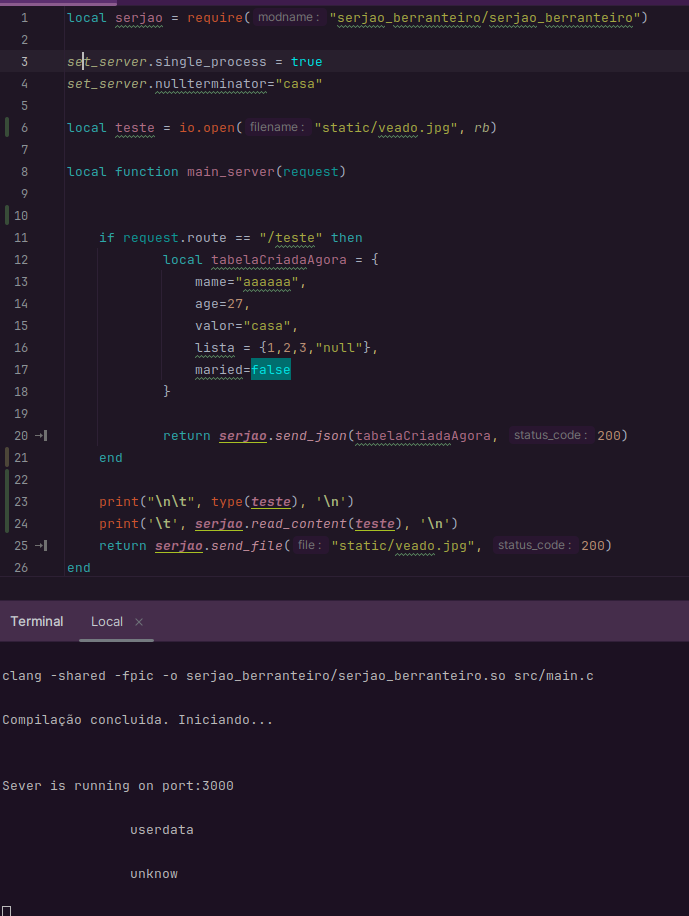 1 local serjao = require( modname: "serjao_berranteiro/serjao_berranteiro")
2
3 set_server.single_process = true
4 set_server.nullterminator="casa"
5
6 local teste = io.open( filename: "static/veado.jpg", rb)
7
8 local function main_server(request)
9
10
11 if request.route == "/teste" then
12 local tabelaCriadaAgora = {
13 mame="aaaaaa",
14 age=27,
15 valor="casa",
16 lista = {1,2,3,"null"},
17 maried=false
18 }
19
20 return serjao.send_json(tabelaCriadaAgora, status_code: 200)
21 end
22
23 print("\n\t", type(teste), '\n')
24 print('\t', serjao.read_content(teste), '\n')
25 return serjao.send_file( file: "static/veado.jpg", status_code: 200)
26 end
Terminal Local ×
clang -shared -fpic -o serjao_berranteiro/serjao_berranteiro.so src/main.c
Compilação concluida. Iniciando...
Sever is running on port:3000
userdata
unknow